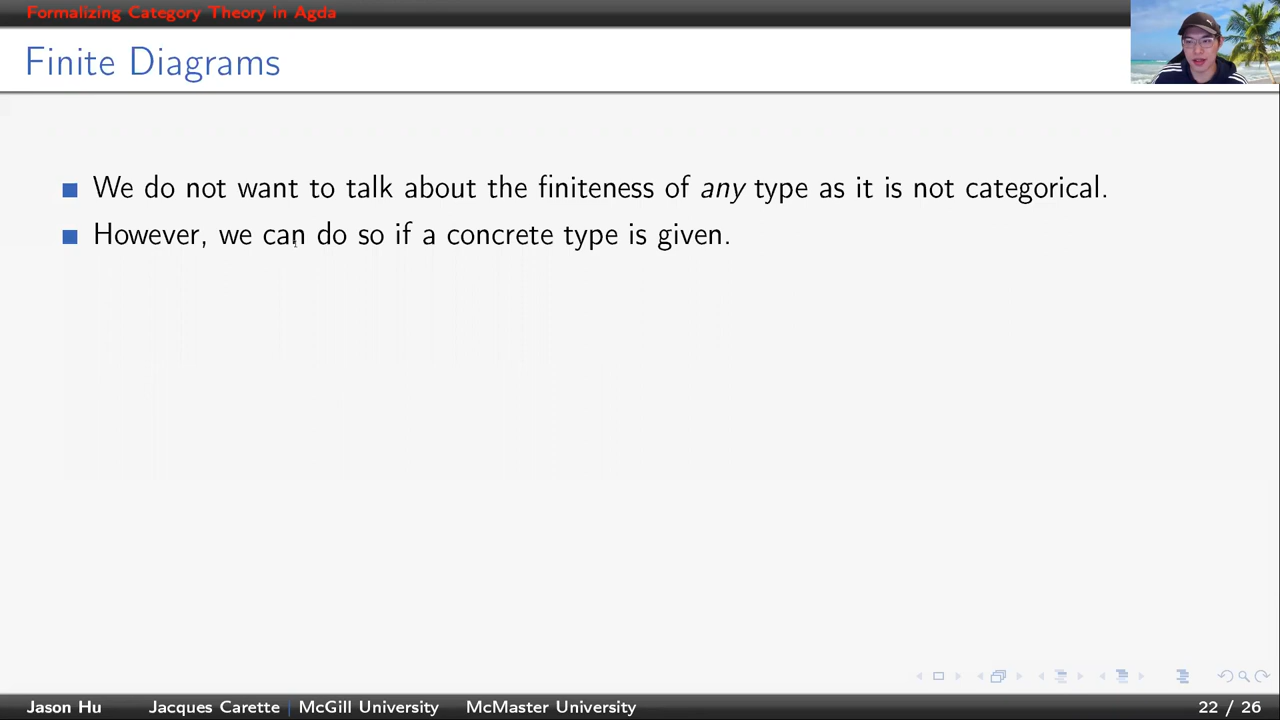 Formalizing Category Theory in Agda
Finite Diagrams
We do not want to talk about the finiteness of any type as it is not categorical.
However, we can do so if a concrete type is given.
Jason Hu Jacques Carette McGill University McMaster University 22 / 26